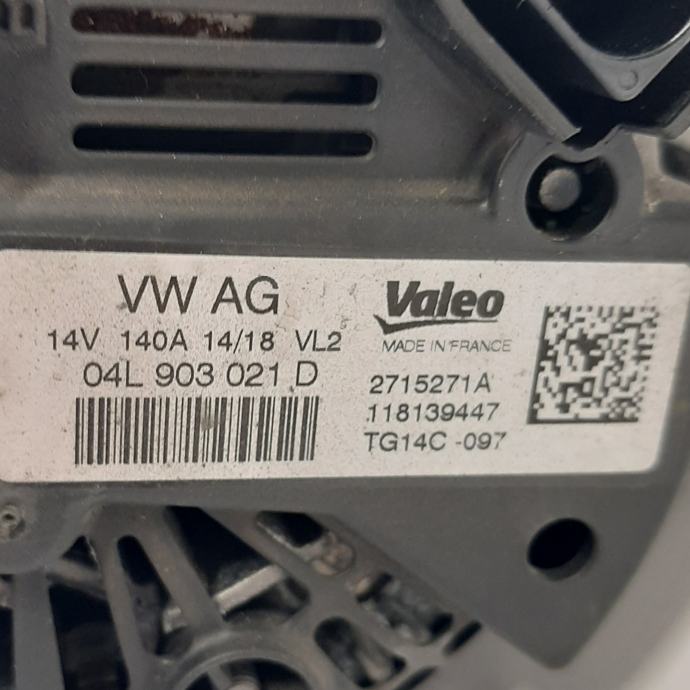 VW AG
14V 140A 14/18 VL2
04L 903 021 D
Valeo
MADE IN FRANCE
2715271A
118139447
TG14C -097